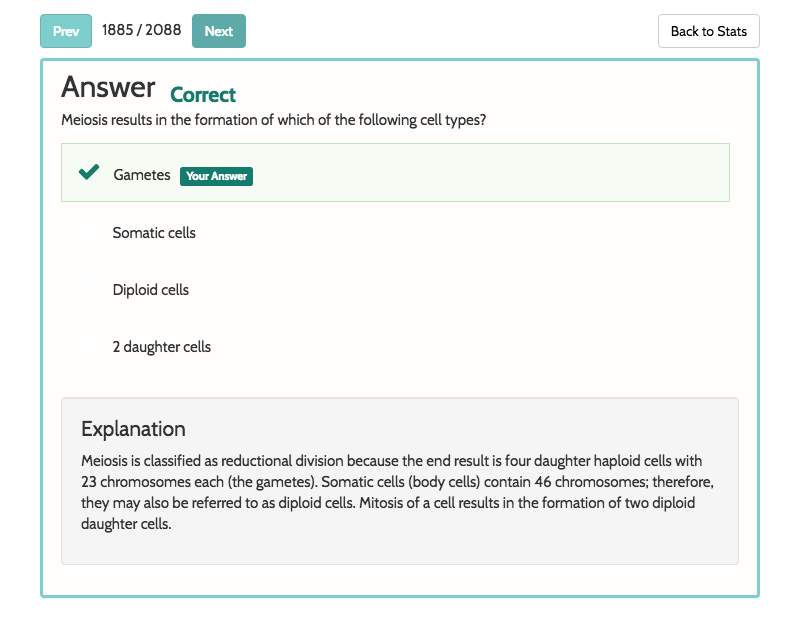 Prev 1885 / 2088 Next Back to Stats
Answer Correct
Meiosis results in the formation of which of the following cell types?
Gametes Your Answer
Somatic cells
Diploid cells
2 daughter cells
Explanation
Meiosis is classified as reductional division because the end result is four daughter haploid cells with
23 chromosomes each (the gametes). Somatic cells (body cells) contain 46 chromosomes; therefore,
they may also be referred to as diploid cells. Mitosis of a cell results in the formation of two diploid
daughter cells.